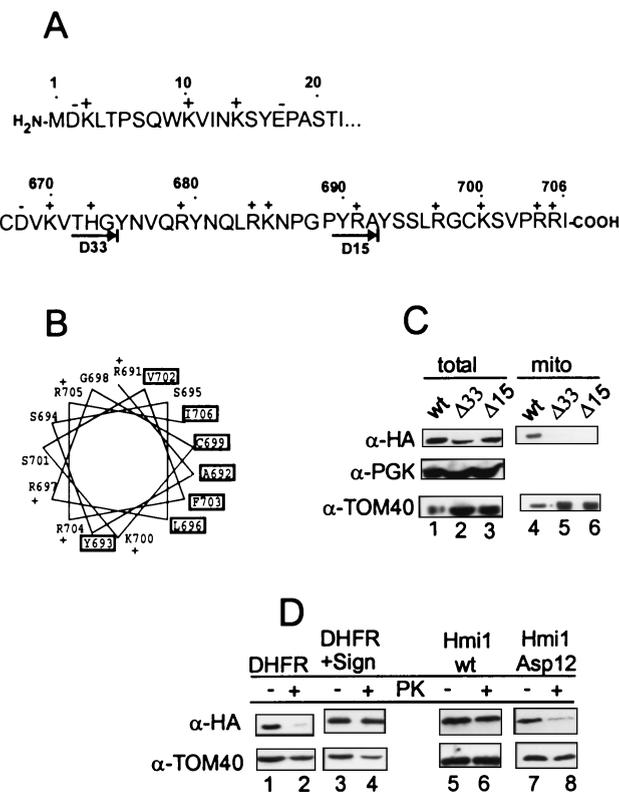 A
1 10 20
- + + + -
H2N-MDKLTPSQWKVINKSYEPASTI...
670 680 690 700 706
- + + + + + + + + + +
CDVKVTHGYNVQRYNQLRKNPGPYRAYSSLRGCKSVPRRI-COOH
D33 D15
B
+
R691
G698 V702
+
R705 S695
S694 I706
C699
S701 A692
R697
+
F703
R704
+
L696
Y693 K700
+
C
total mito
wt Δ33 Δ15 wt Δ33 Δ15
α-HA
α-PGK
α-TOM40
1 2 3 4 5 6
D
DHFR DHFR +Sign Hmi1 wt Hmi1 Asp12
- + - + PK - + - +
α-HA
α-TOM40
1 2 3 4 5 6 7 8